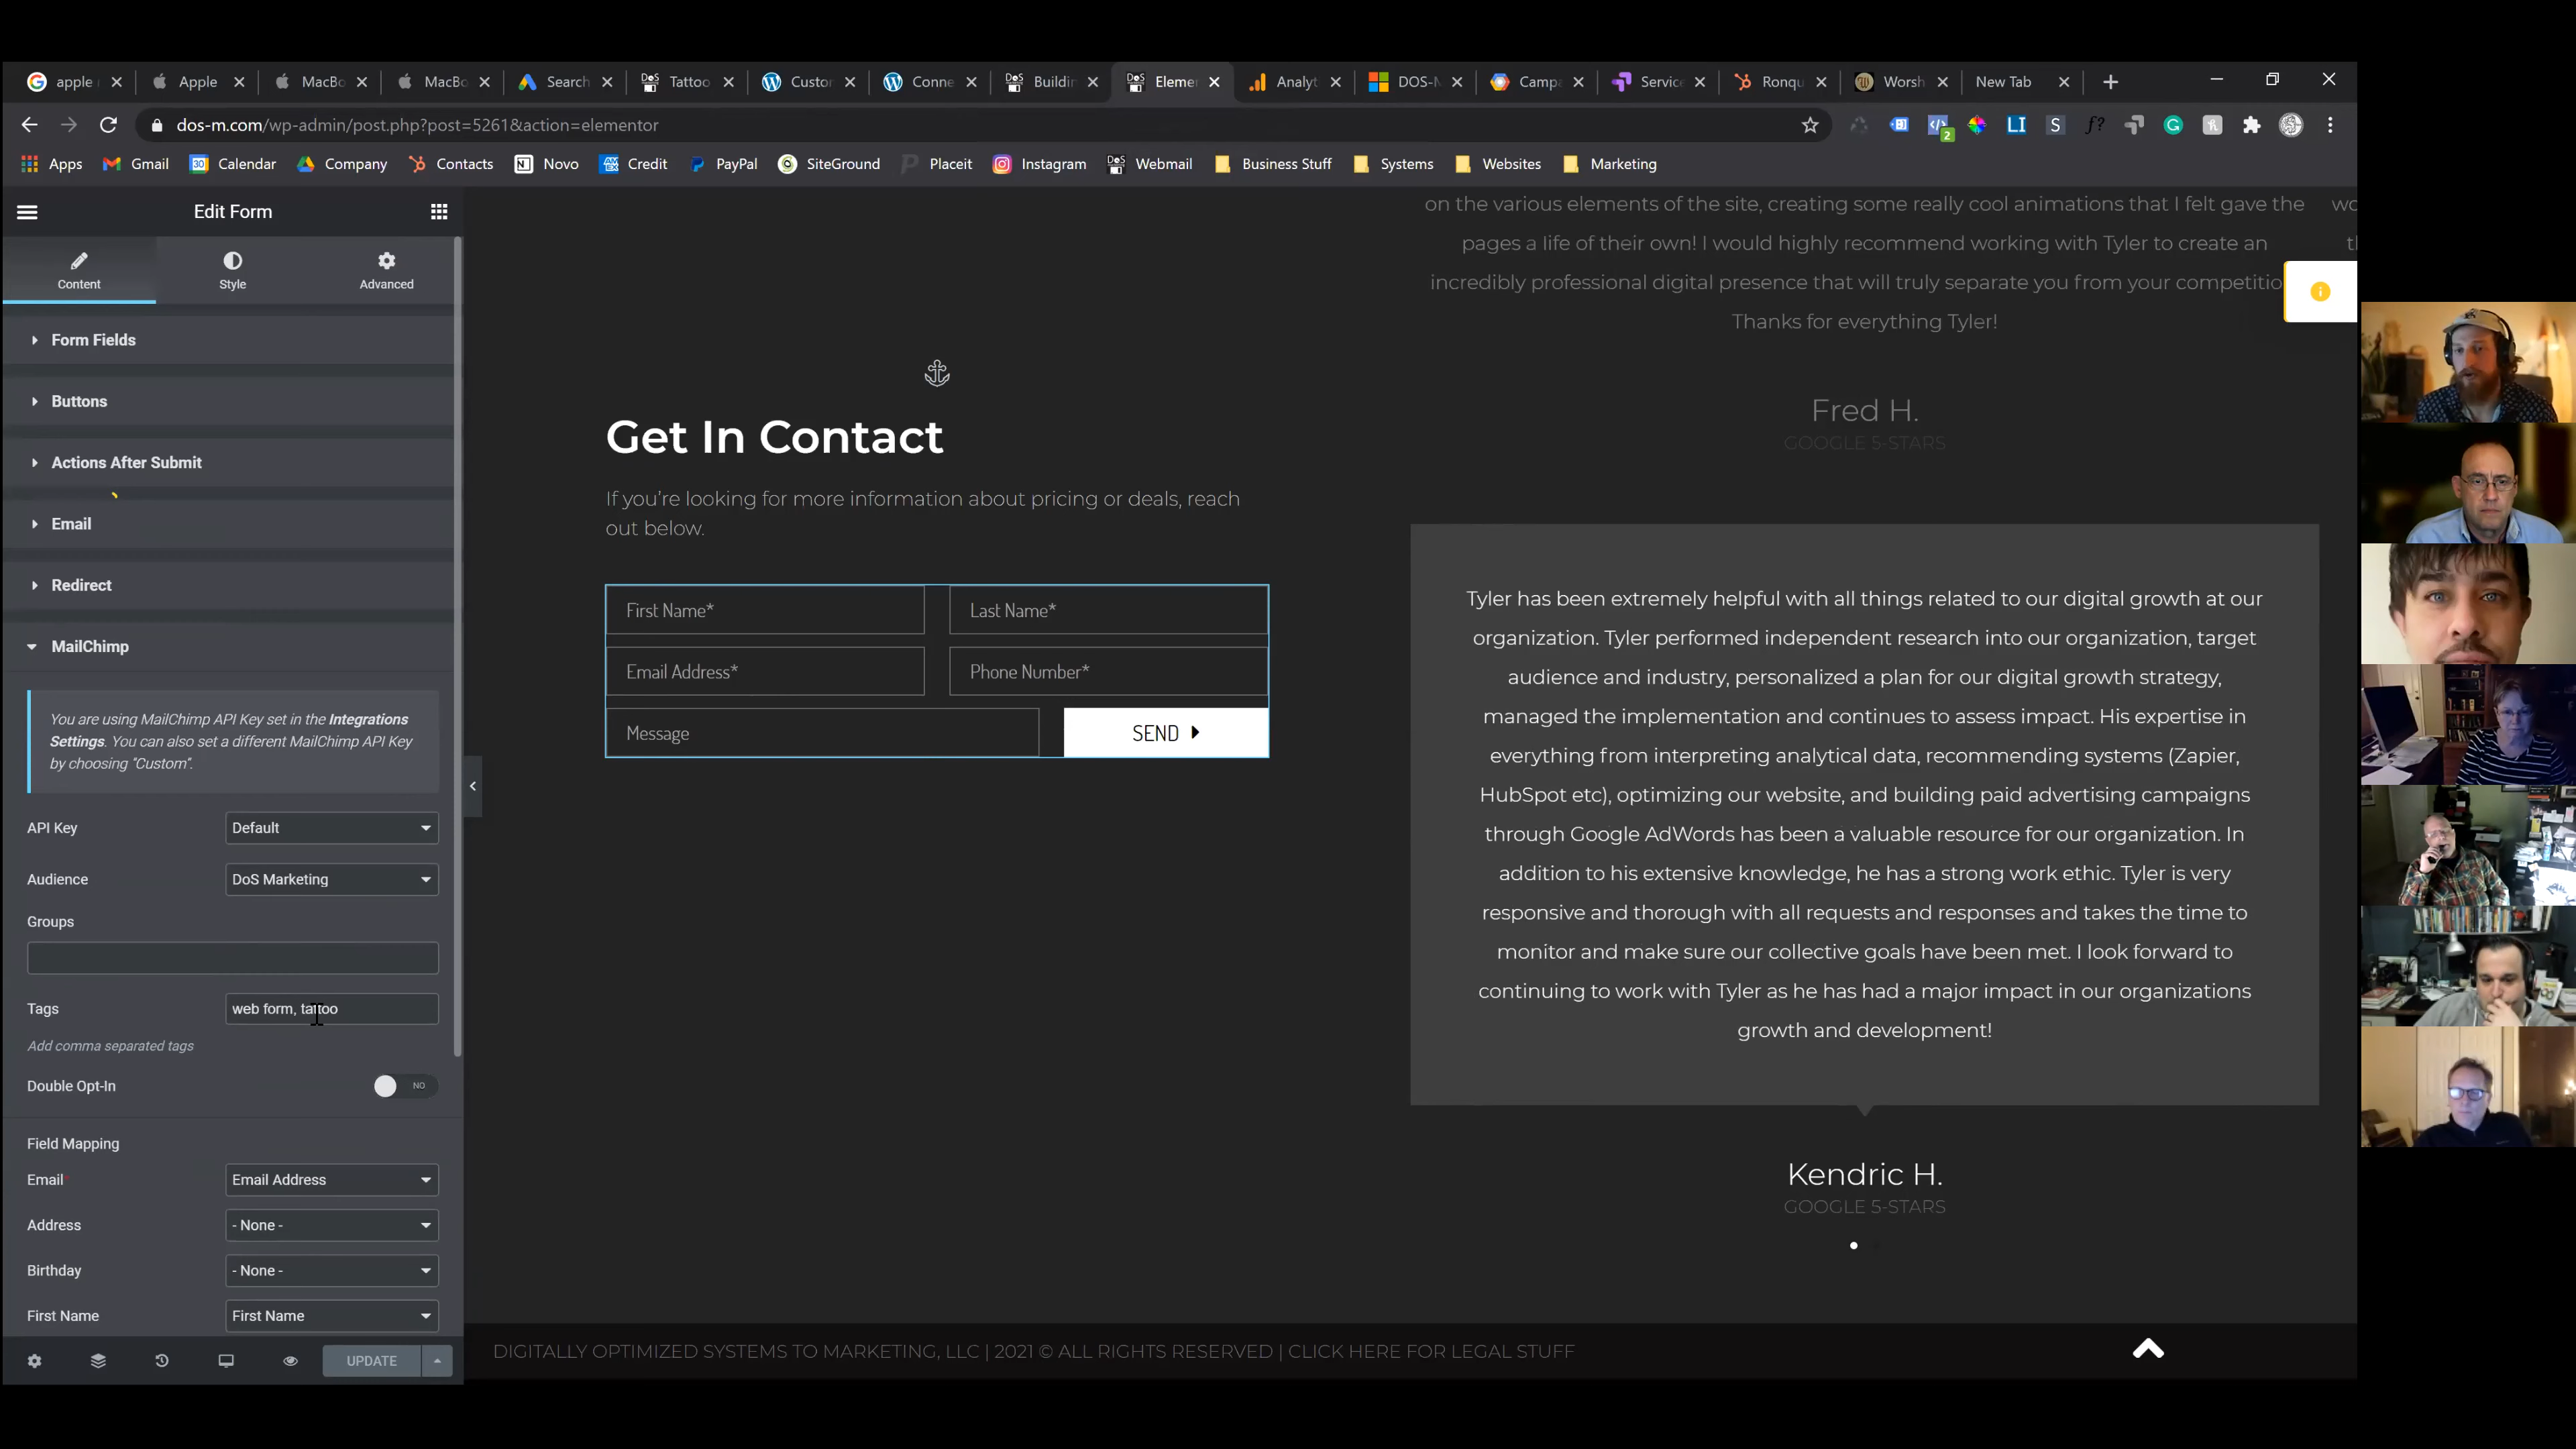 apple
Apple
MacBo
MacBo
Search
Tattoo
Custor
Conne
Buildin
Elemen
Analyt
DOS-N
Campa
Service
Ronqu
Worsh
New Tab
dos-m.com/wp-admin/post.php?post=5261&action=elementor
2
Apps
Gmail
Calendar
Company
Contacts
Novo
Credit
PayPal
SiteGround
Placeit
Instagram
Webmail
Business Stuff
Systems
Websites
Marketing
Edit Form
Content
Style
Advanced
Form Fields
Buttons
Actions After Submit
Email
Redirect
MailChimp
You are using MailChimp API Key set in the Integrations
Settings. You can also set a different MailChimp API Key
by choosing "Custom".
API Key
Default
Audience
DoS Marketing
Groups
Tags
web form, tattoo
Add comma separated tags
Double Opt-In
NO
Field Mapping
Email
Email Address
Address
- None -
Birthday
- None -
First Name
First Name
UPDATE
Get In Contact
If you're looking for more information about pricing or deals, reach
out below.
First Name*
Last Name*
Email Address*
Phone Number*
Message
SEND
on the various elements of the site, creating some really cool animations that I felt gave the
pages a life of their own! I would highly recommend working with Tyler to create an
incredibly professional digital presence that will truly separate you from your competitio
Thanks for everything Tyler!
Fred H.
GOOGLE 5-STARS
Tyler has been extremely helpful with all things related to our digital growth at our
organization. Tyler performed independent research into our organization, target
audience and industry, personalized a plan for our digital growth strategy,
managed the implementation and continues to assess impact. His expertise in
everything from interpreting analytical data, recommending systems (Zapier,
HubSpot etc), optimizing our website, and building paid advertising campaigns
through Google AdWords has been a valuable resource for our organization. In
addition to his extensive knowledge, he has a strong work ethic. Tyler is very
responsive and thorough with all requests and responses and takes the time to
monitor and make sure our collective goals have been met. I look forward to
continuing to work with Tyler as he has had a major impact in our organizations
growth and development!
Kendric H.
GOOGLE 5-STARS
DIGITALLY OPTIMIZED SYSTEMS TO MARKETING, LLC | 2021 © ALL RIGHTS RESERVED | CLICK HERE FOR LEGAL STUFF